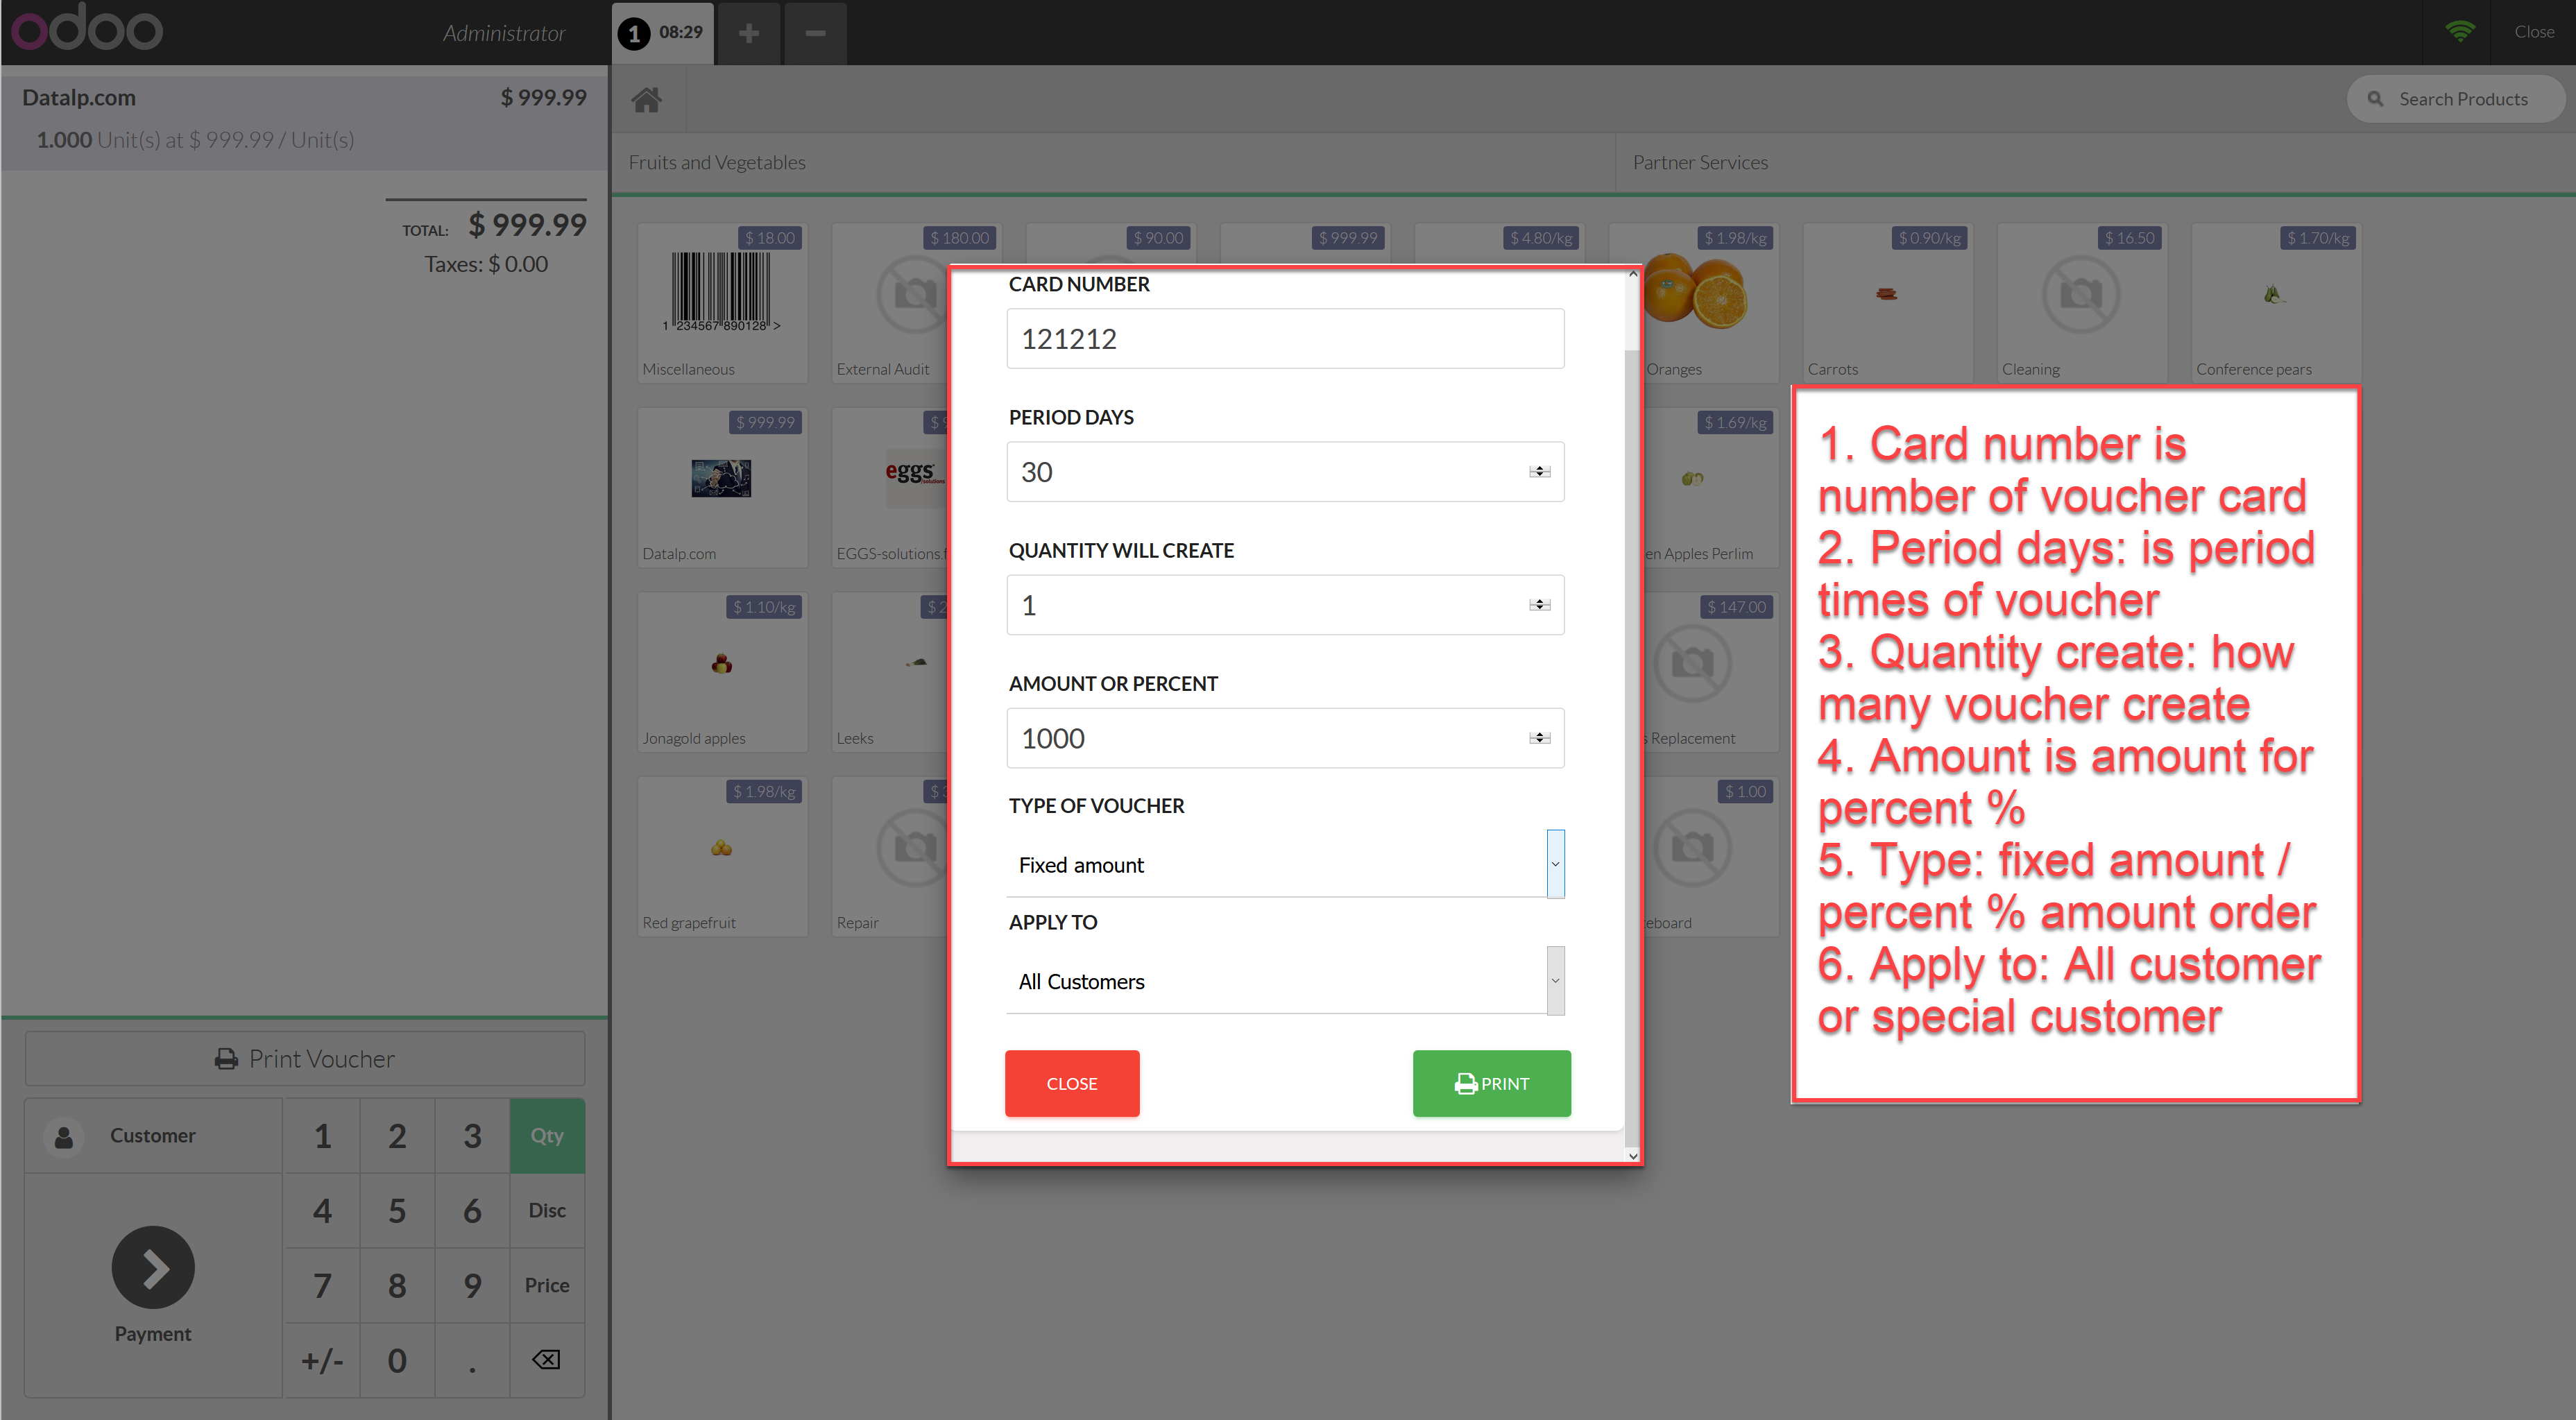 odoo
Administrator
1 08:29
Close
Datalp.com $ 999.99
1.000 Unit(s) at $ 999.99 / Unit(s)
TOTAL: $ 999.99
Taxes: $ 0.00
Search Products
Fruits and Vegetables
Partner Services
$ 18.00
1 234567 890128 >
Miscellaneous
$ 180.00
External Audit
$ 90.00
$ 999.99
$ 4.80/kg
$ 1.98/kg
Oranges
$ 0.90/kg
Carrots
$ 16.50
Cleaning
$ 1.70/kg
Conference pears
$ 999.99
Datalp.com
eggs
solutions
EGGS-solutions.f
$ 1.69/kg
en Apples Perlim
$ 1.10/kg
Jonagold apples
$ 2
Leeks
$ 147.00
s Replacement
$ 1.98/kg
Red grapefruit
Repair
$ 1.00
eboard
CARD NUMBER
121212
PERIOD DAYS
30
QUANTITY WILL CREATE
1
AMOUNT OR PERCENT
1000
TYPE OF VOUCHER
Fixed amount
APPLY TO
All Customers
CLOSE
PRINT
1. Card number is
number of voucher card
2. Period days: is period
times of voucher
3. Quantity create: how
many voucher create
4. Amount is amount for
percent %
5. Type: fixed amount /
percent % amount order
6. Apply to: All customer
or special customer
Print Voucher
Customer
1 2 3 Qty
4 5 6 Disc
7 8 9 Price
+/- 0 .
Payment